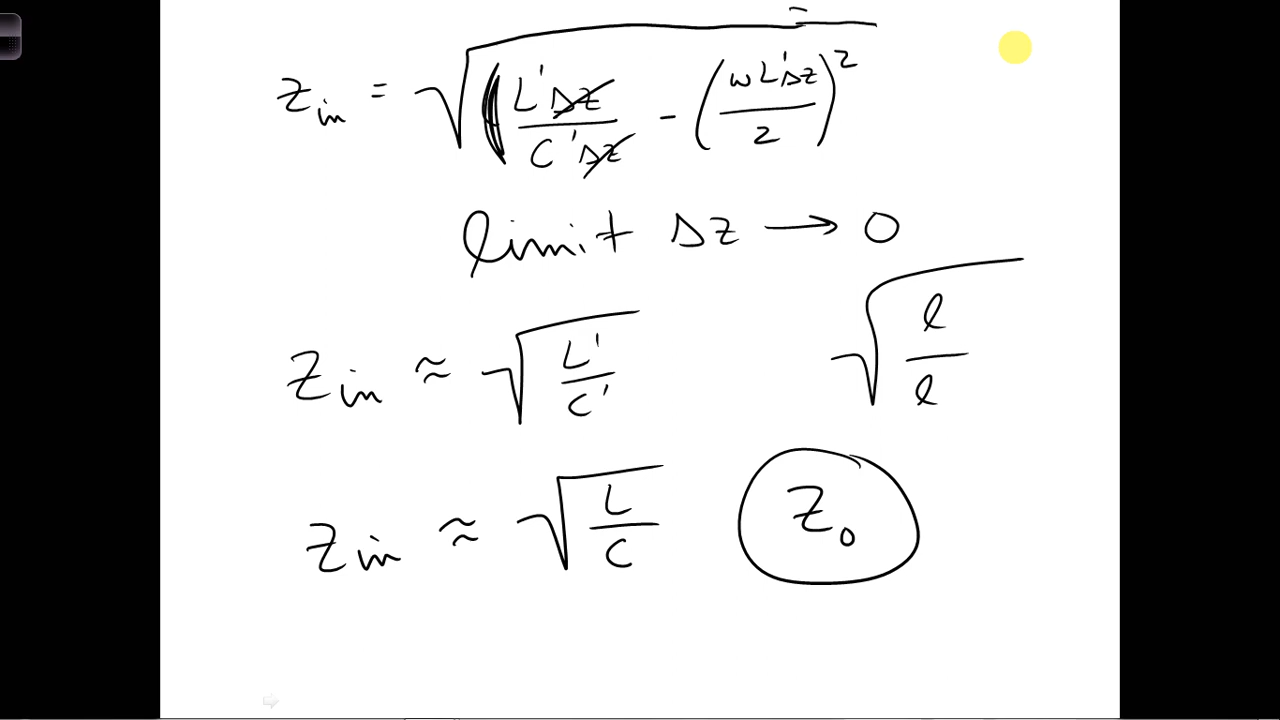 Z_in = √(L'Δz / C'Δz - (ωL'Δz / 2)²)
limit Δz → 0
Z_in ≈ √(L' / C')
√(l / l)
Z_in ≈ √(L / C)
Z_0